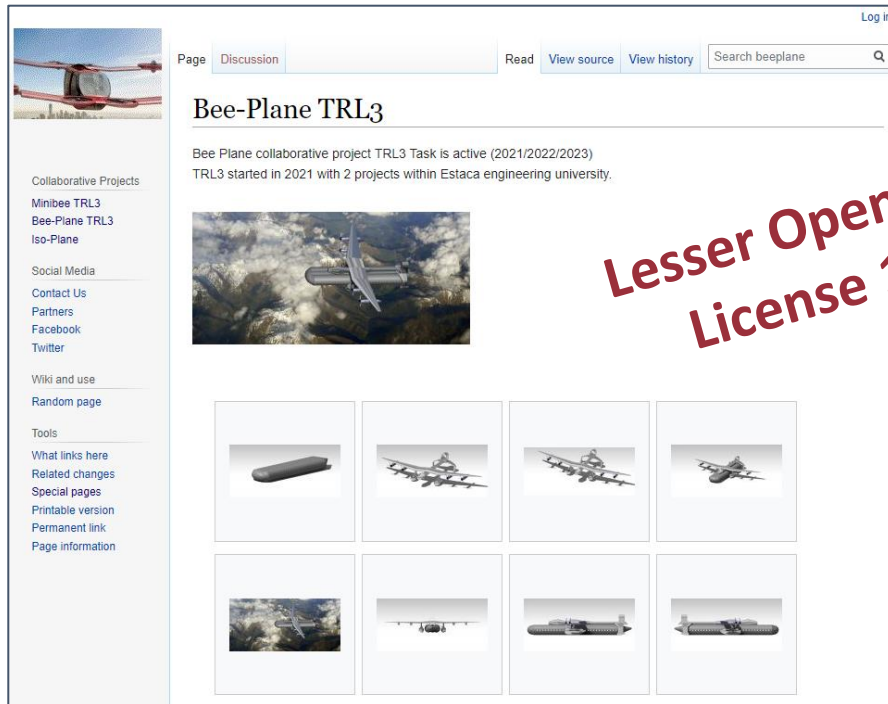 Log in
Page Discussion Read View source View history Search beeplane
Bee-Plane TRL3
Bee Plane collaborative project TRL3 Task is active (2021/2022/2023)
TRL3 started in 2021 with 2 projects within Estaca engineering university.
Lesser Open
License
Collaborative Projects
Minibee TRL3
Bee-Plane TRL3
Iso-Plane
Social Media
Contact Us
Partners
Facebook
Twitter
Wiki and use
Random page
Tools
What links here
Related changes
Special pages
Printable version
Permanent link
Page information